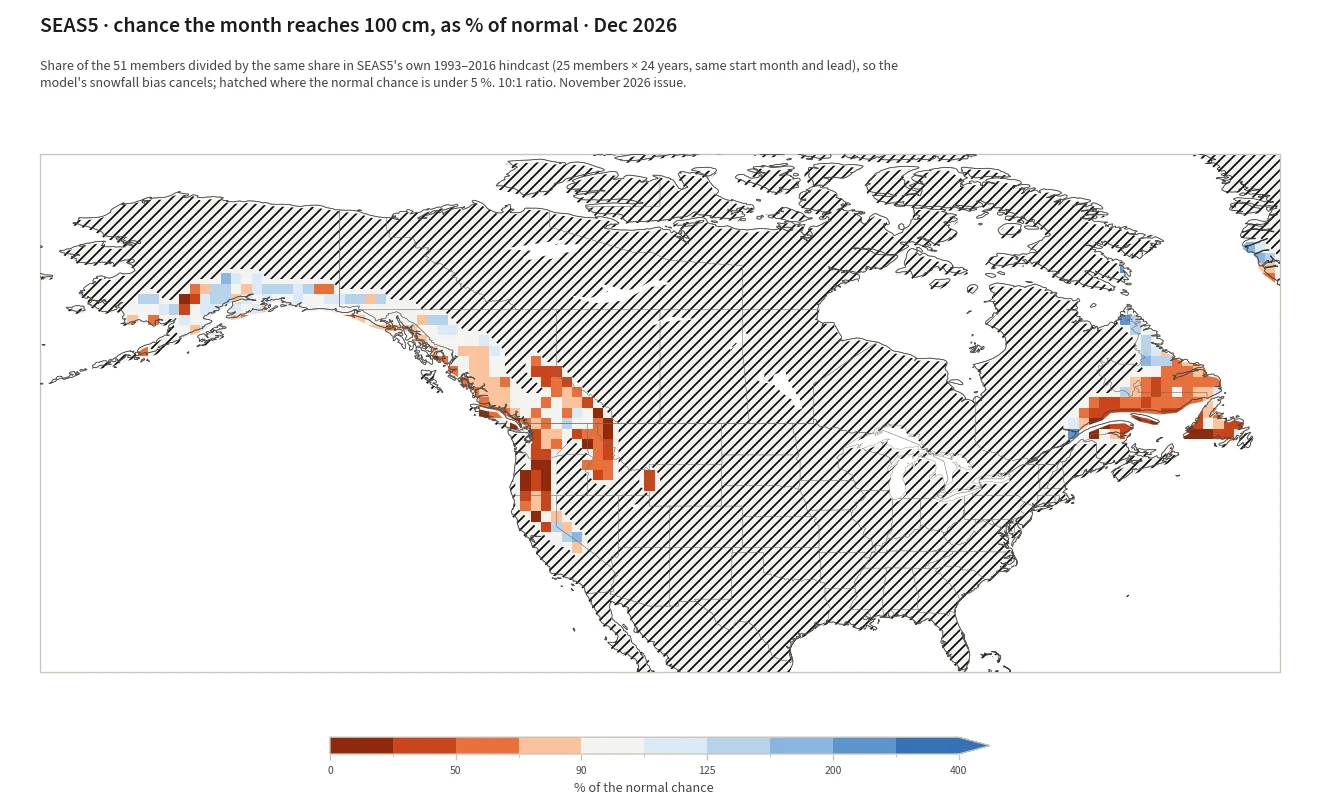 SEAS5 · chance the month reaches 100 cm, as % of normal · Dec 2026
Share of the 51 members divided by the same share in SEAS5's own 1993–2016 hindcast (25 members × 24 years, same start month and lead), so the
model's snowfall bias cancels; hatched where the normal chance is under 5 %. 10:1 ratio. November 2026 issue.
0 50 90 125 200 400
% of the normal chance